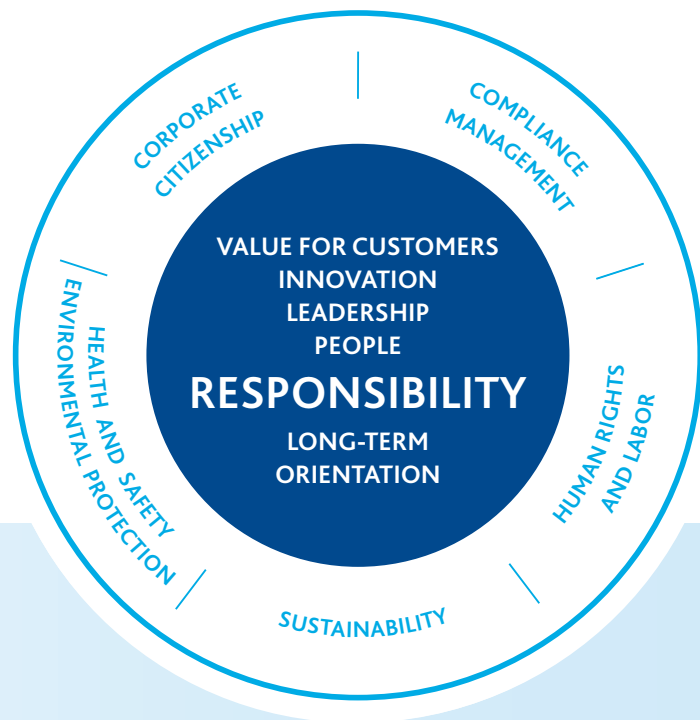 CORPORATE
CITIZENSHIP
COMPLIANCE
MANAGEMENT
VALUE FOR CUSTOMERS
INNOVATION
LEADERSHIP
PEOPLE
RESPONSIBILITY
LONG-TERM
ORIENTATION
HEALTH AND SAFETY
ENVIRONMENTAL PROTECTION
HUMAN RIGHTS
AND LABOR
SUSTAINABILITY